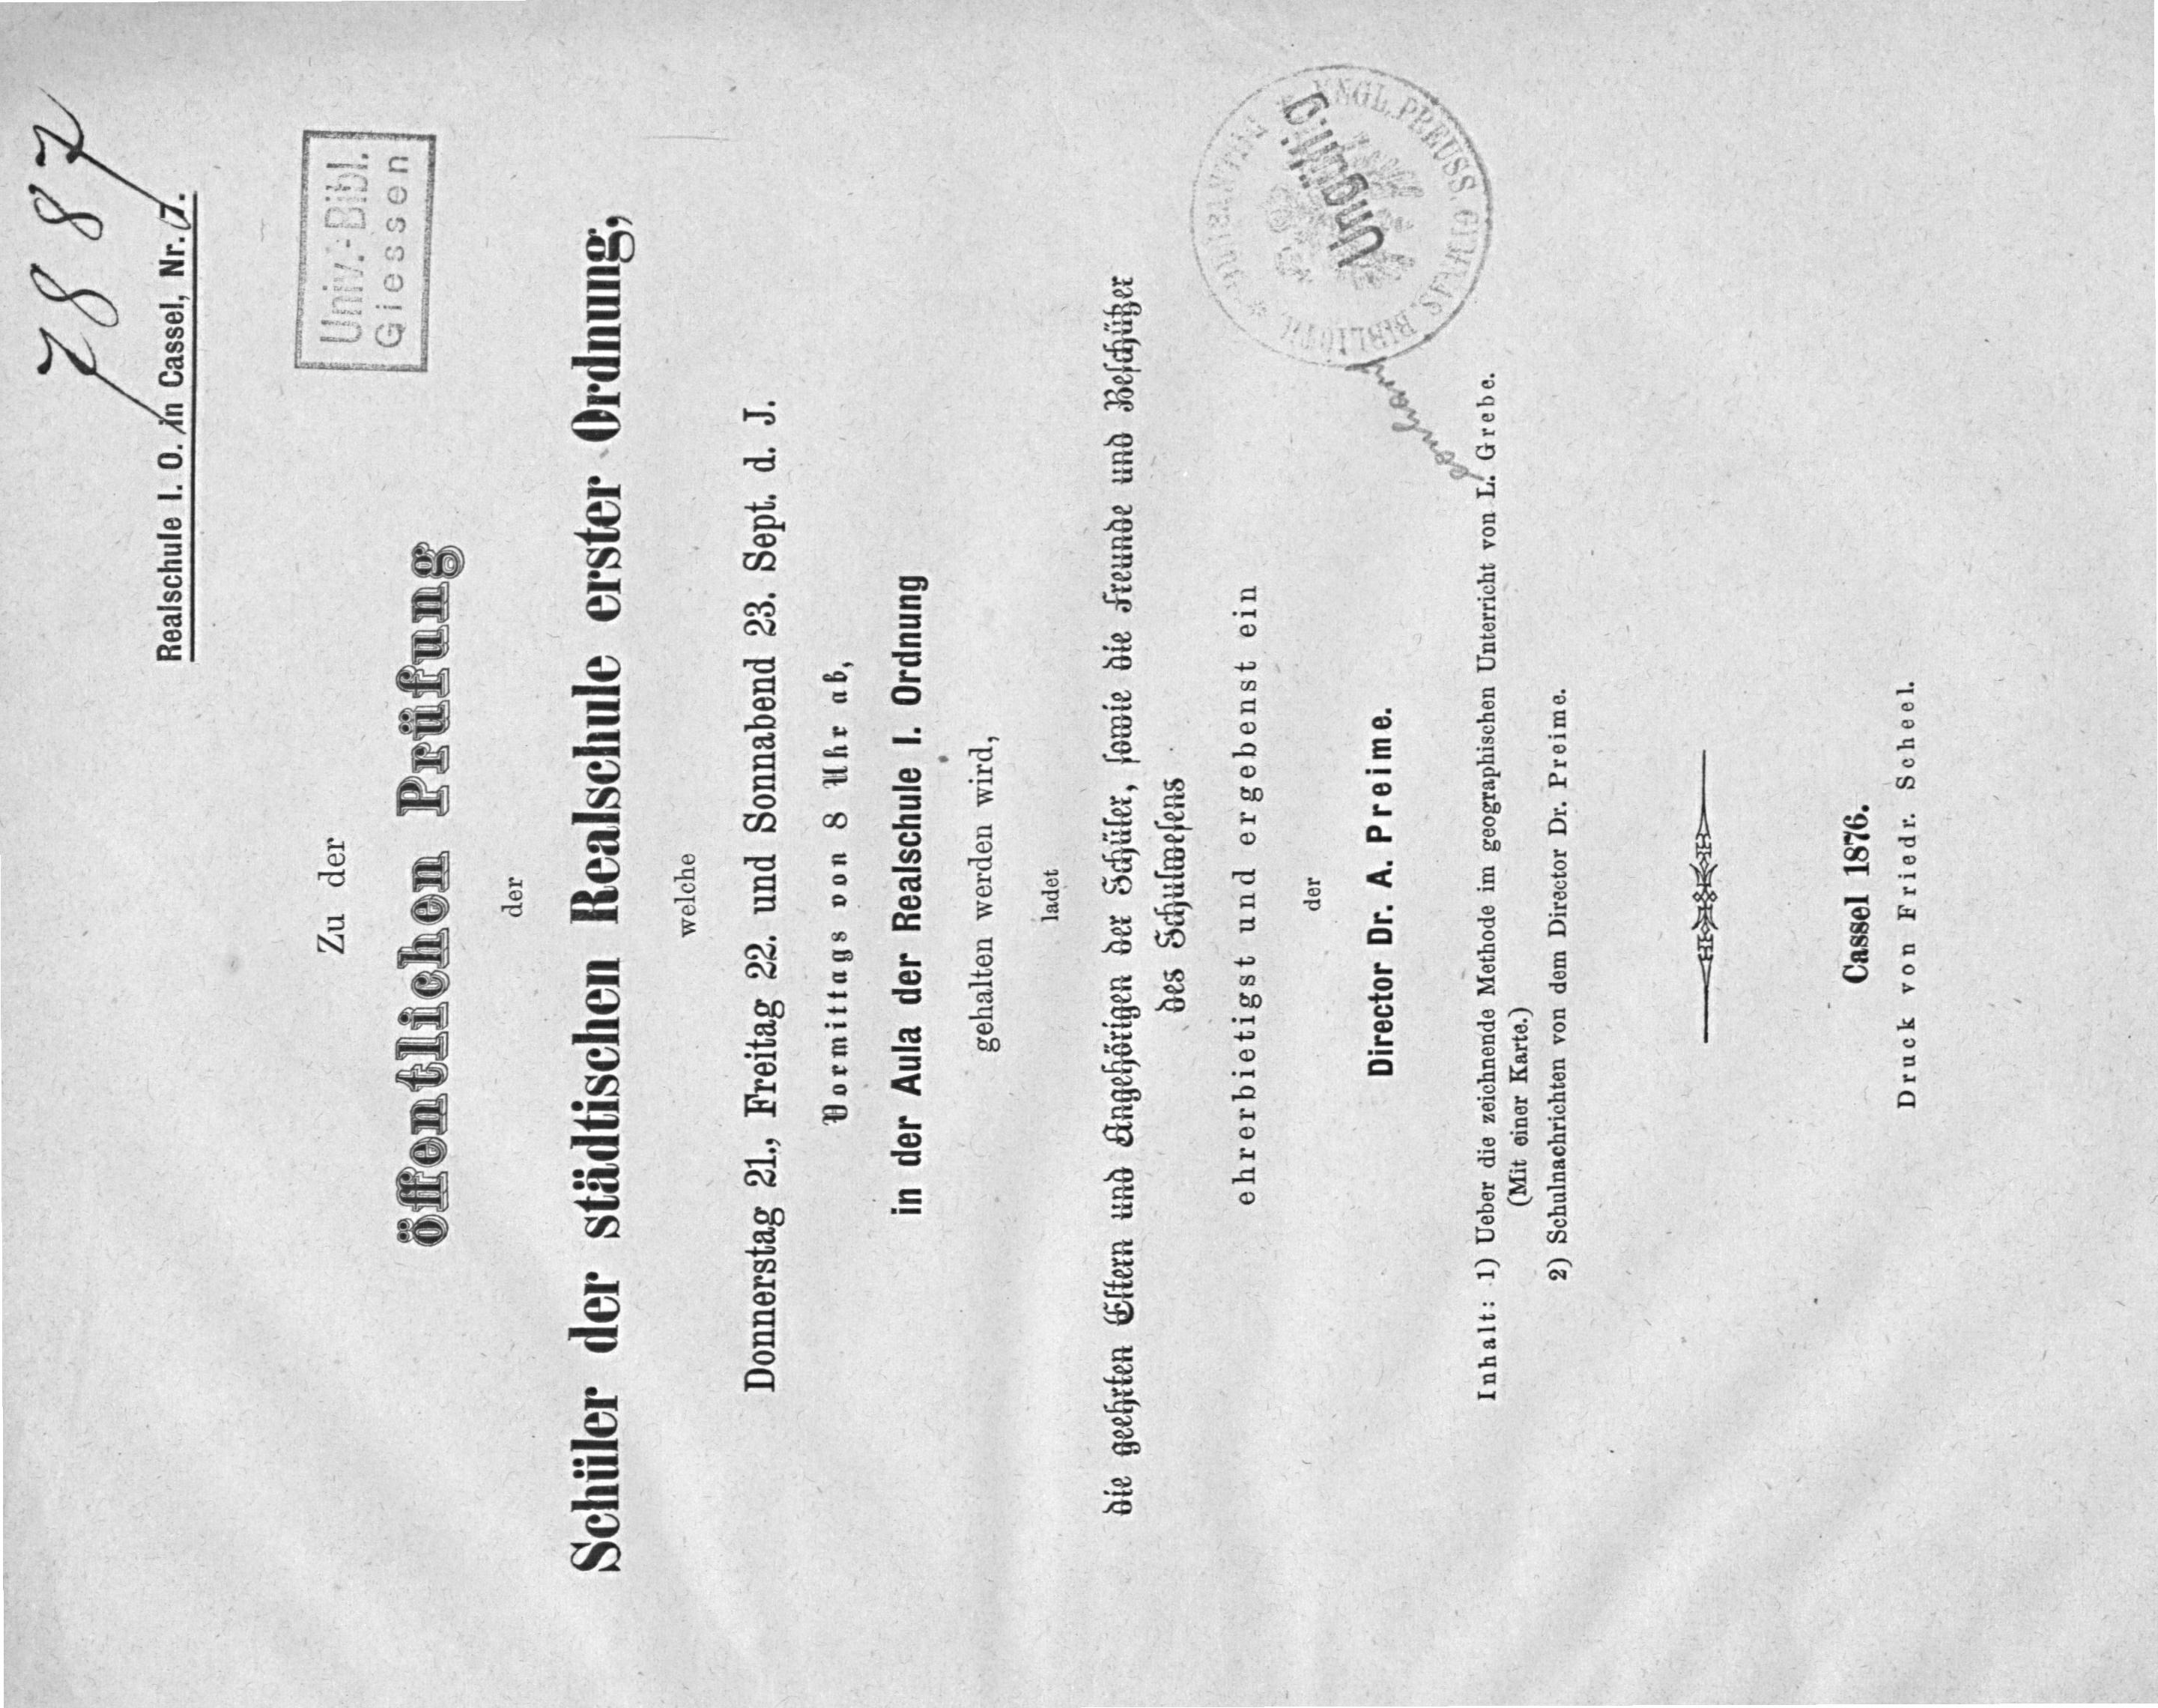 7887
Realschule I. O. in Cassel, Nr. 7.
Univ.-Bibl.
Giessen
Zu der
öffentlichen Prüfung
der
Schüler der städtischen Realschule erster Ordnung,
welche
Donnerstag 21., Freitag 22. und Sonnabend 23. Sept. d. J.
Vormittags von 8 Uhr ab,
in der Aula der Realschule I. Ordnung
gehalten werden wird,
ladet
die geehrten Eltern und Angehörigen der Schüler, sowie die Freunde und Beschützer
des Schulwesens
ehrerbietigst und ergebenst ein
der
Director Dr. A. Preime.
KNGL. PREUSS.
BIBLIOTH.
Ungültig
Inhalt: 1) Ueber die zeichnende Methode im geographischen Unterricht von L. Grebe.
(Mit einer Karte.)
2) Schulnachrichten von dem Director Dr. Preime.
Cassel 1876.
Druck von Friedr. Scheel.